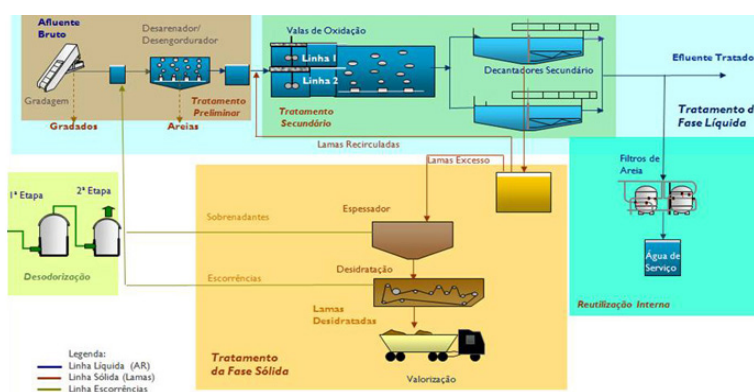 Afluente
Bruto
Desarenador/
Desengordurador
Gradagem
Tratamento
Preliminar
Gradados
Areias
Valas de Oxidação
Linha 1
Linha 2
Tratamento
Secundário
Decantadores Secundário
Efluente Tratado
Tratamento d
Fase Líquida
Lamas Recirculadas
Lamas Excesso
Filtros de
Areia
Água de
Serviço
Reutilização Interna
1ª Etapa
2ª Etapa
Desodorização
Sobrenadantes
Espessador
Escorrências
Desidratação
Lamas
Desidratadas
Tratamento
da Fase Sólida
Valorização
Legenda:
Linha Líquida (AR)
Linha Sólida (Lamas)
Linha Escorrências